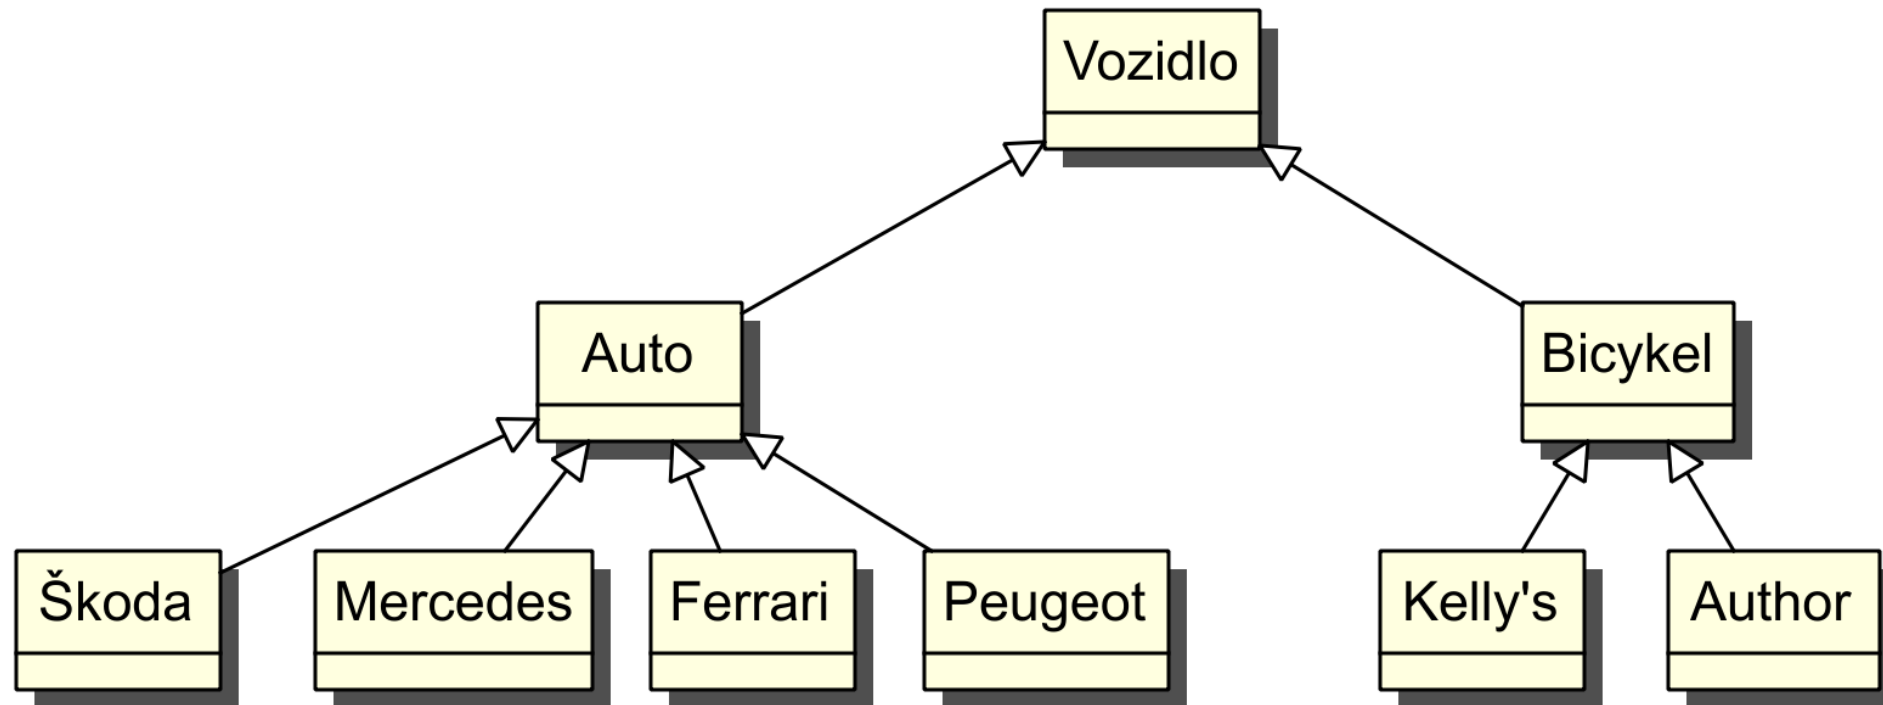 Vozidlo
Auto
Bicykel
Škoda
Mercedes
Ferrari
Peugeot
Kelly's
Author